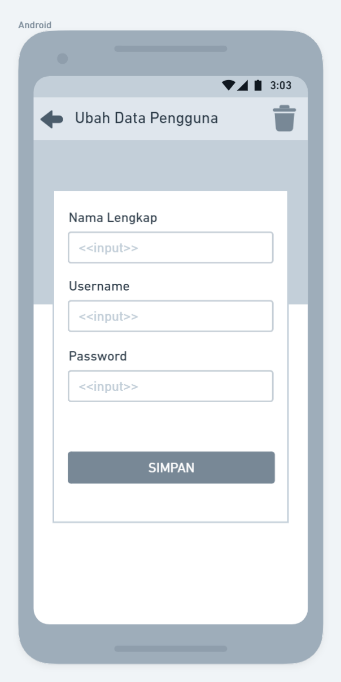 Android
3:03
Ubah Data Pengguna
Nama Lengkap
<<input>>
Username
<<input>>
Password
<<input>>
SIMPAN